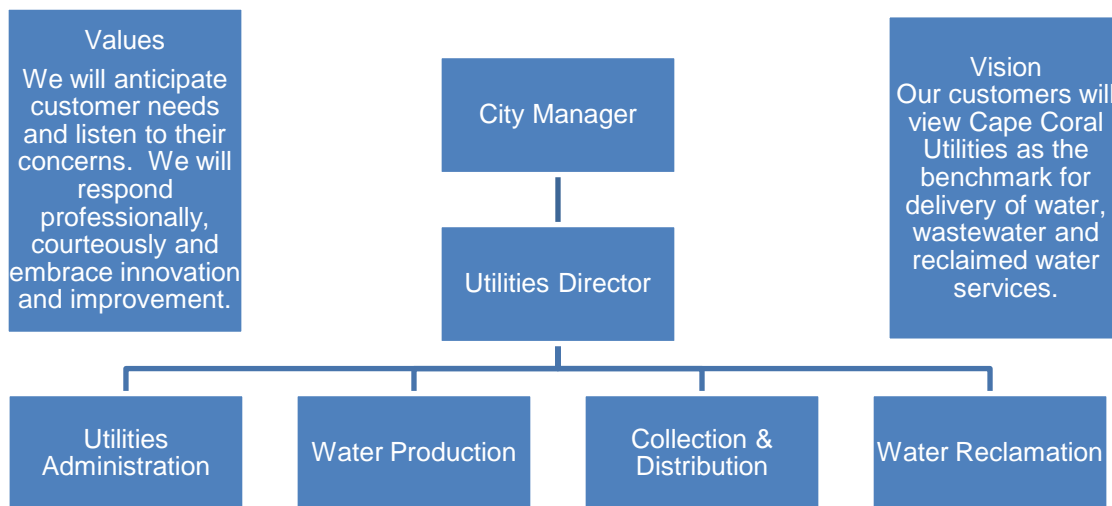 Values
We will anticipate
customer needs
and listen to their
concerns.  We will
respond
professionally,
courteously and
embrace innovation
and improvement.
City Manager
Vision
Our customers will
view Cape Coral
Utilities as the
benchmark for
delivery of water,
wastewater and
reclaimed water
services.
Utilities Director
Utilities
Administration
Water Production
Collection &
Distribution
Water Reclamation